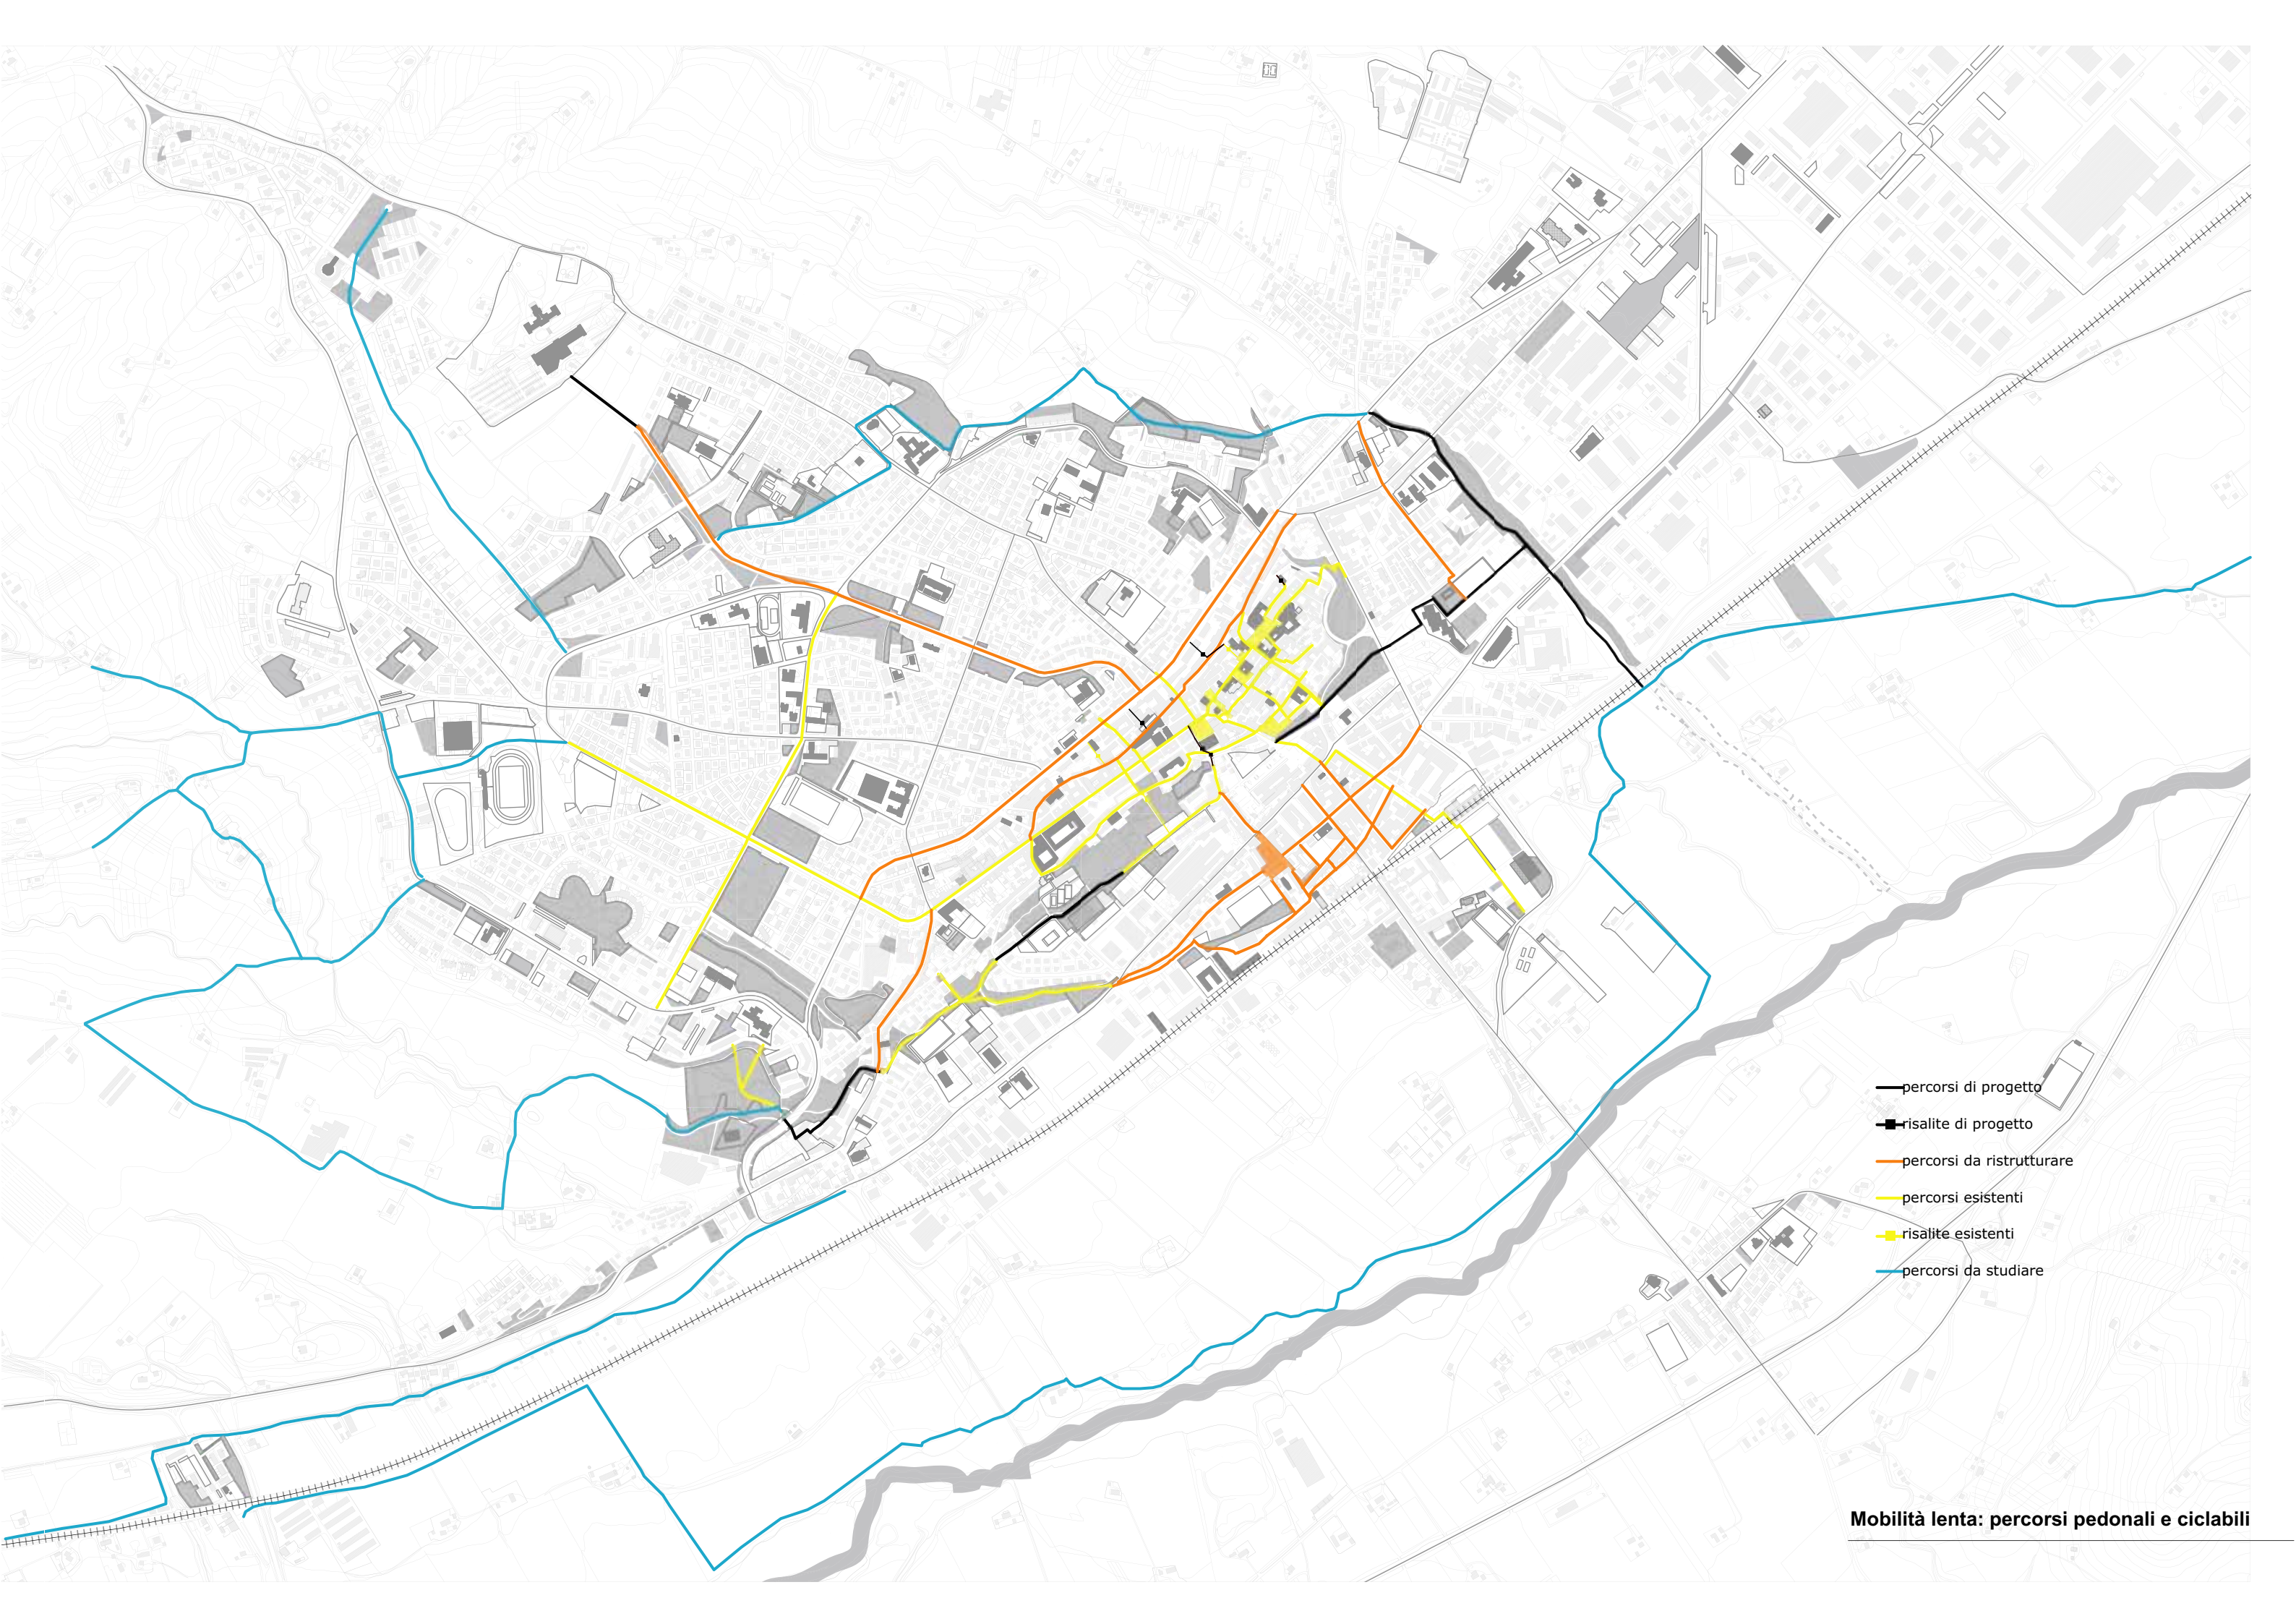 percorsi di progetto
risalite di progetto
percorsi da ristrutturare
percorsi esistenti
risalite esistenti
percorsi da studiare
Mobilità lenta: percorsi pedonali e ciclabili